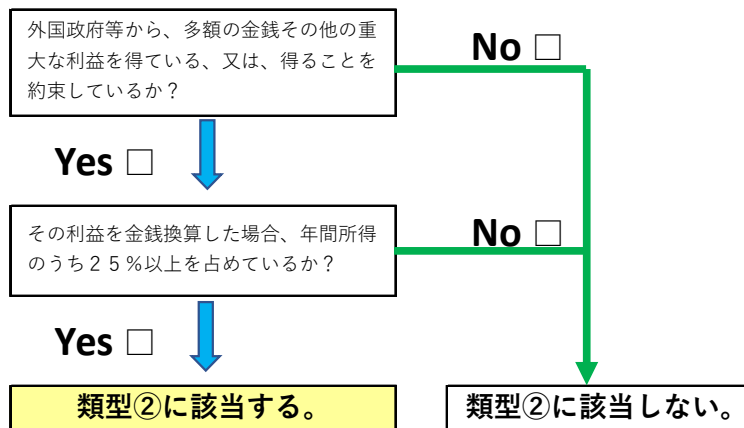 外国政府等から、多額の金銭その他の重
大な利益を得ている、又は、得ることを
約束しているか？
No □
Yes □
その利益を金銭換算した場合、年間所得
のうち２５%以上を占めているか？
No □
Yes □
類型②に該当する。
類型②に該当しない。